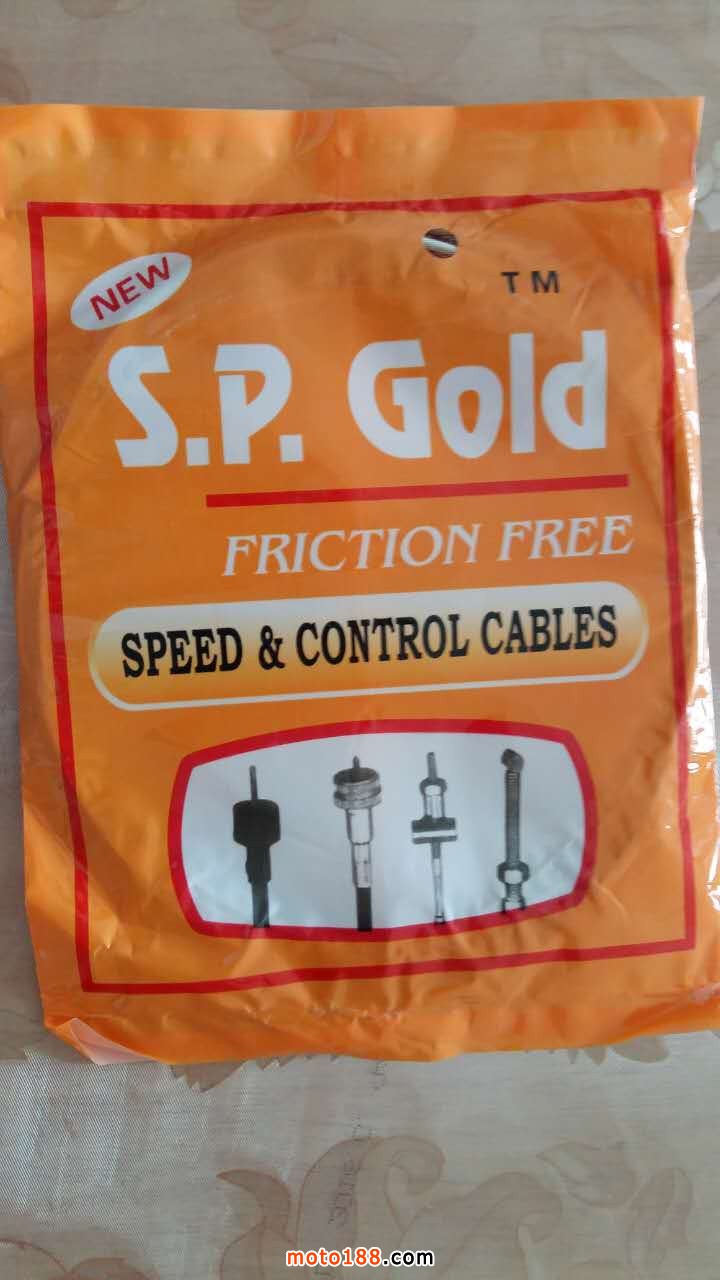 NEW
TM
S.P. Gold
FRICTION FREE
SPEED & CONTROL CABLES
moto188.com